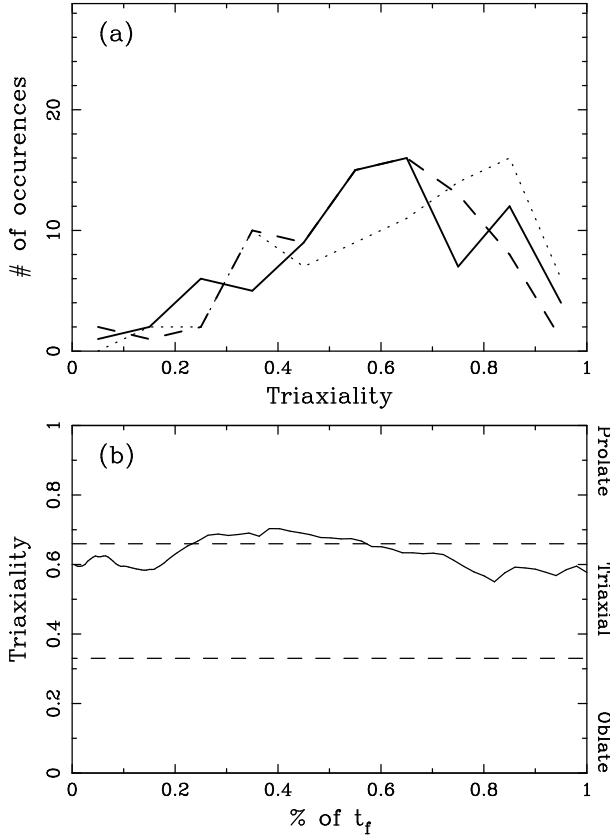 (a)
# of occurences
20
10
0
0 0.2 0.4 0.6 0.8 1
Triaxiality
(b)
Triaxiality
1
0.8
0.6
0.4
0.2
0
Prolate
Triaxial
Oblate
0 0.2 0.4 0.6 0.8 1
% of t_f